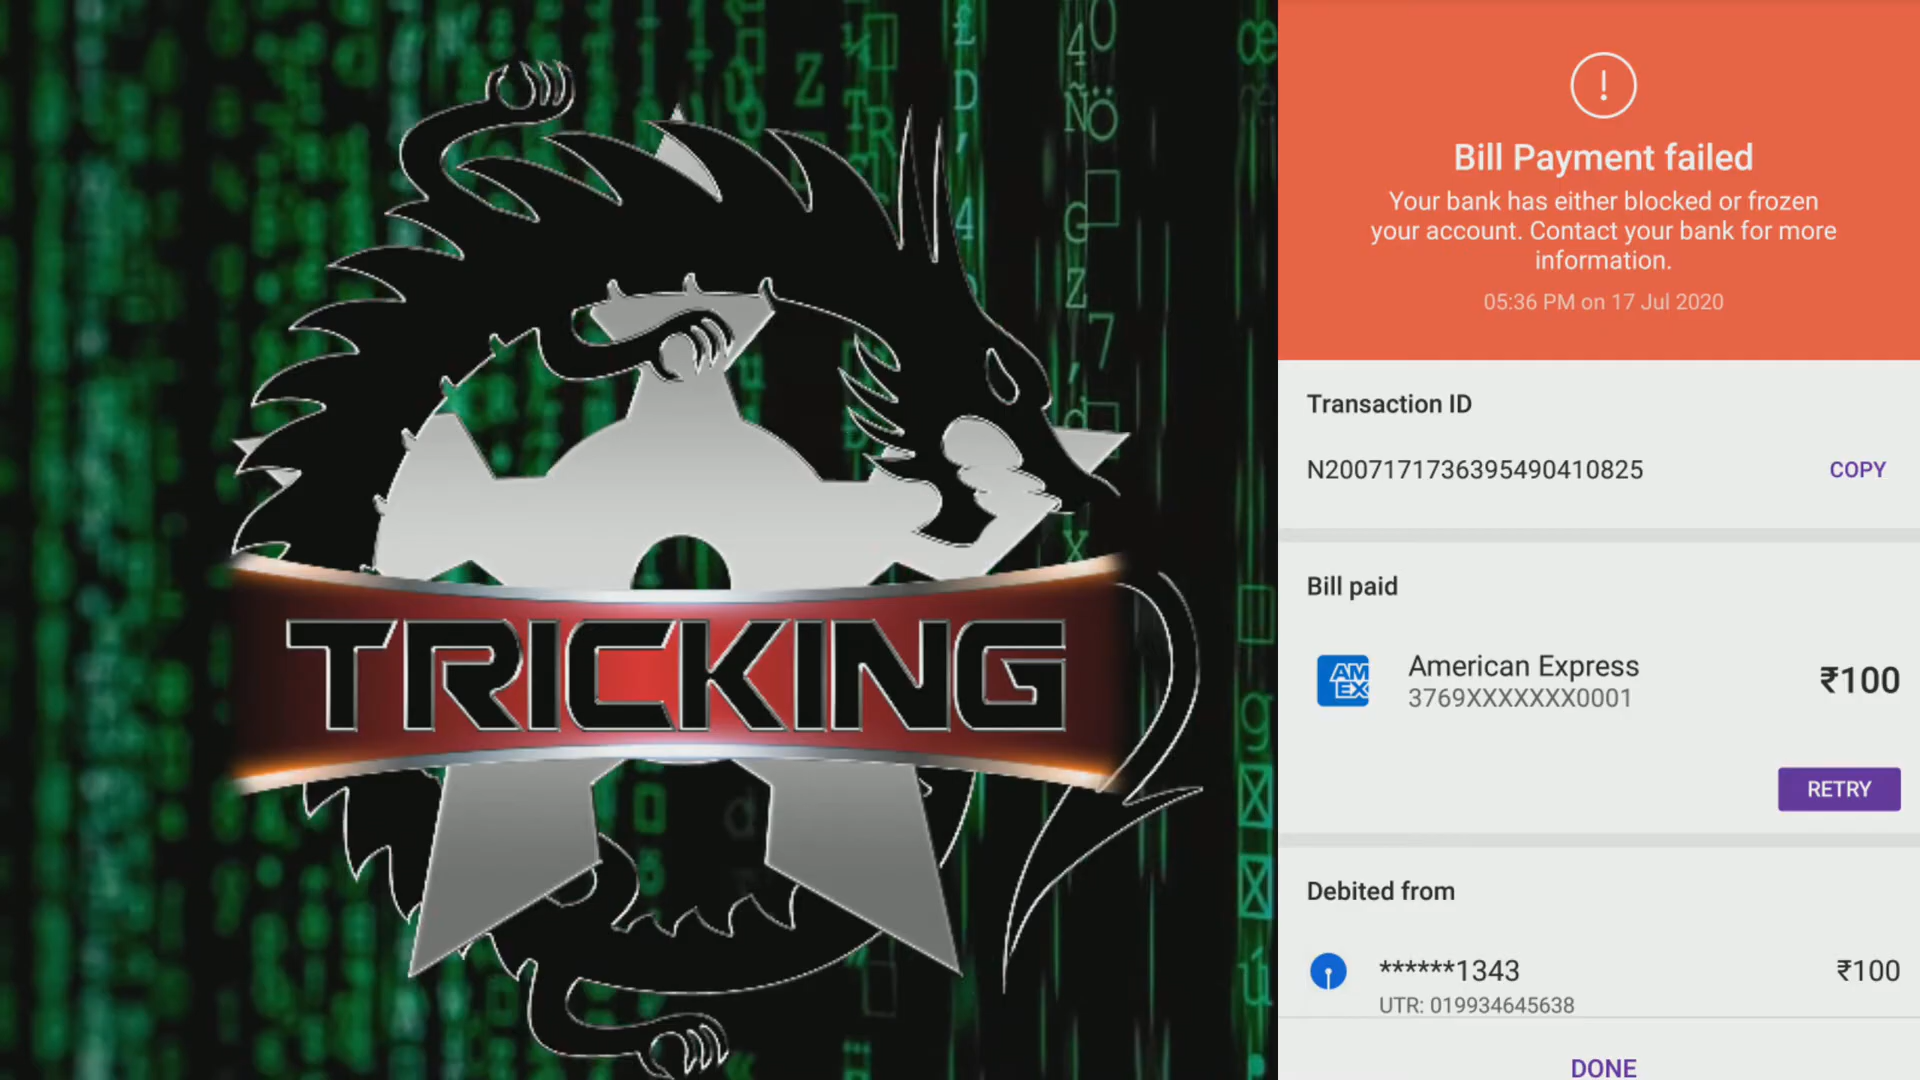 TRICKING
Bill Payment failed
Your bank has either blocked or frozen
your account. Contact your bank for more
information.
05:36 PM on 17 Jul 2020
Transaction ID
N2007171736395490410825
COPY
Bill paid
AM
EX
American Express
₹100
3769XXXXXXX0001
RETRY
Debited from
******1343
₹100
UTR: 019934645638
DONE